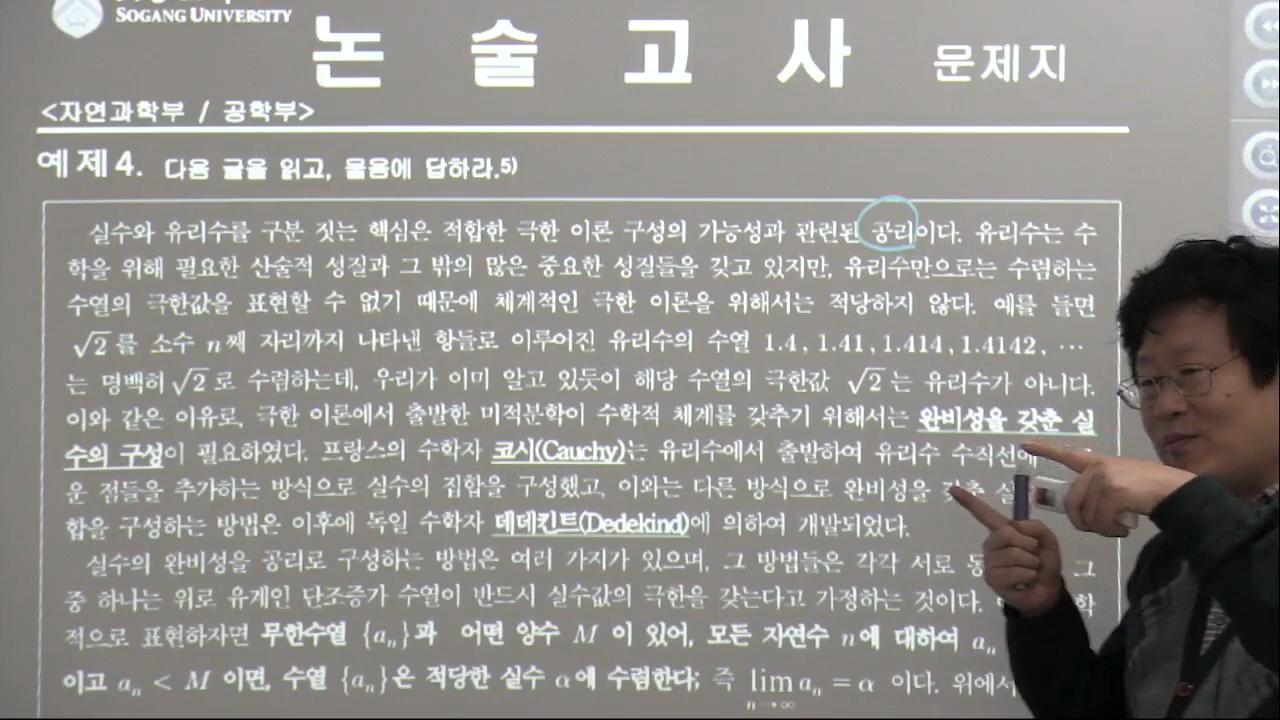 SOGANG UNIVERSITY
논 술 고 사 문제지
<자연과학부 / 공학부>
예제4. 다음 글을 읽고, 물음에 답하라.5)
실수와 유리수를 구분 짓는 핵심은 적합한 극한 이론 구성의 가능성과 관련된 공리이다. 유리수는 수
학을 위해 필요한 산술적 성질과 그 밖의 많은 중요한 성질들을 갖고 있지만, 유리수만으로는 수렴하는
수열의 극한값을 표현할 수 없기 때문에 체계적인 극한 이론을 위해서는 적당하지 않다. 예를 들면
√2 를 소수 n째 자리까지 나타낸 항들로 이루어진 유리수의 수열 1.4, 1.41, 1.414, 1.4142, ⋯
는 명백히 √2 로 수렴하는데, 우리가 이미 알고 있듯이 해당 수열의 극한값 √2 는 유리수가 아니다.
이와 같은 이유로, 극한 이론에서 출발한 미적분학이 수학적 체계를 갖추기 위해서는 완비성을 갖춘 실
수의 구성이 필요하였다. 프랑스의 수학자 코시(Cauchy)는 유리수에서 출발하여 유리수 수직선에
운 점들을 추가하는 방식으로 실수의 집합을 구성했고, 이와는 다른 방식으로 완비성을 갖춘
합을 구성하는 방법은 이후에 독일 수학자 데데킨트(Dedekind)에 의하여 개발되었다.
실수의 완비성을 공리로 구성하는 방법은 여러 가지가 있으며, 그 방법들은 각각 서로 그
중 하나는 위로 유계인 단조증가 수열이 반드시 실수값의 극한을 갖는다고 가정하는 것이다. 학
적으로 표현하자면 무한수열 {aₙ}과 어떤 양수 M 이 있어, 모든 자연수 n에 대하여 aₙ
이고 aₙ < M 이면, 수열 {aₙ}은 적당한 실수 α에 수렴한다; 즉 lim n→∞ aₙ = α 이다. 위에서